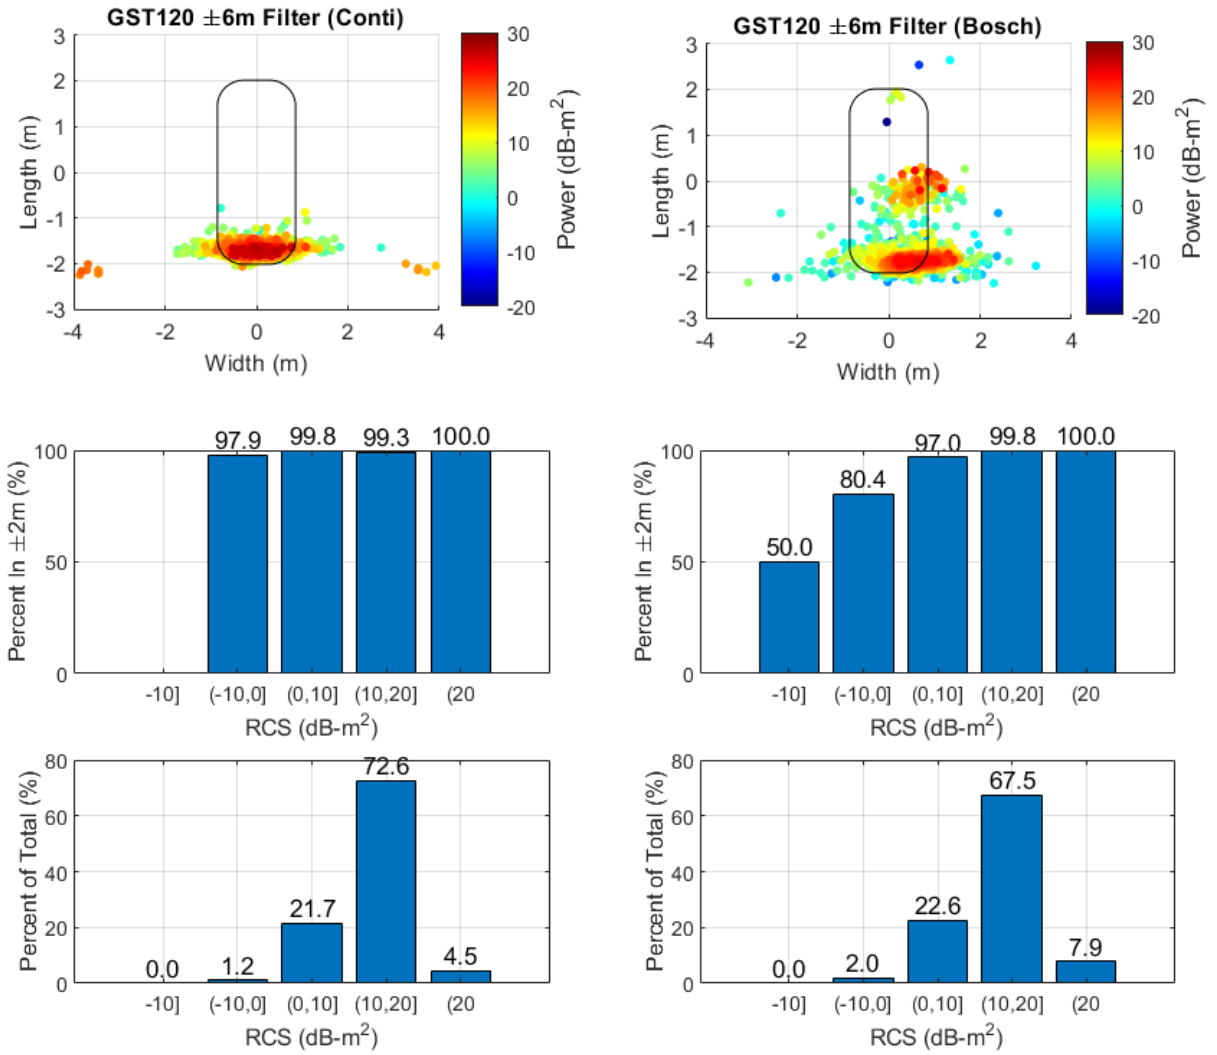 GST120 ±6m Filter (Conti)
3
2
1
0
-1
-2
-3
Length (m)
-4
-2
0
2
4
Width (m)
30
20
10
0
-10
-20
Power (dB-m²)
GST120 ±6m Filter (Bosch)
3
2
1
0
-1
-2
-3
Length (m)
-4
-2
0
2
4
Width (m)
30
20
10
0
-10
-20
Power (dB-m²)
97.9 99.8 99.3 100.0
100
50
0
Percent In ±2m (%)
-10] (-10,0] (0,10] (10,20] (20
RCS (dB-m²)
50.0 80.4 97.0 99.8 100.0
100
50
0
Percent In ±2m (%)
-10] (-10,0] (0,10] (10,20] (20
RCS (dB-m²)
80
60
40
20
0
Percent of Total (%)
0.0 1.2 21.7 72.6 4.5
-10] (-10,0] (0,10] (10,20] (20
RCS (dB-m²)
80
60
40
20
0
Percent of Total (%)
0.0 2.0 22.6 67.5 7.9
-10] (-10,0] (0,10] (10,20] (20
RCS (dB-m²)